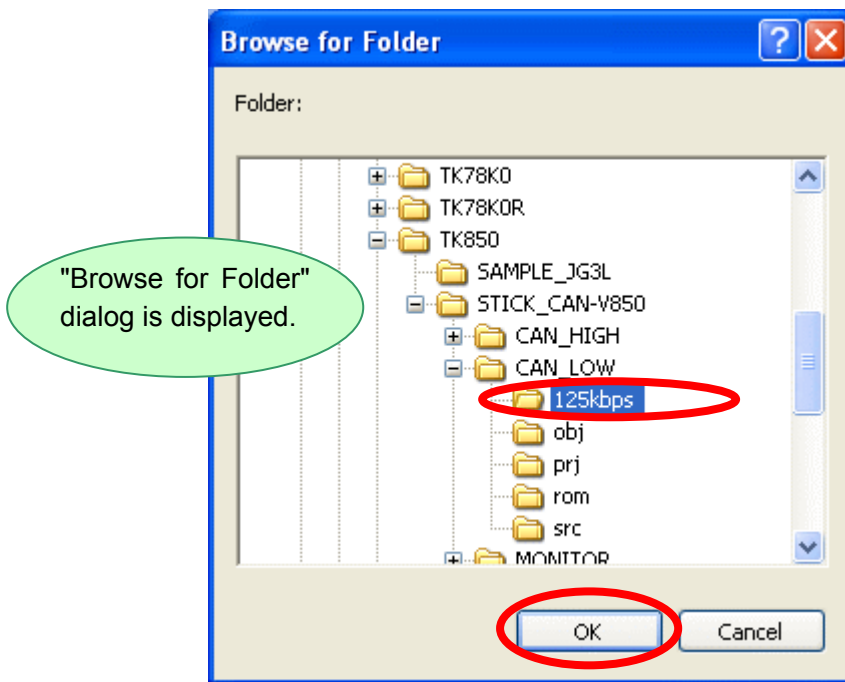 Browse for Folder
Folder:
TK78K0
TK78K0R
TK850
SAMPLE_JG3L
STICK_CAN-V850
CAN_HIGH
CAN_LOW
125kbps
obj
prj
rom
src
MONITOR
"Browse for Folder"
dialog is displayed.
OK
Cancel